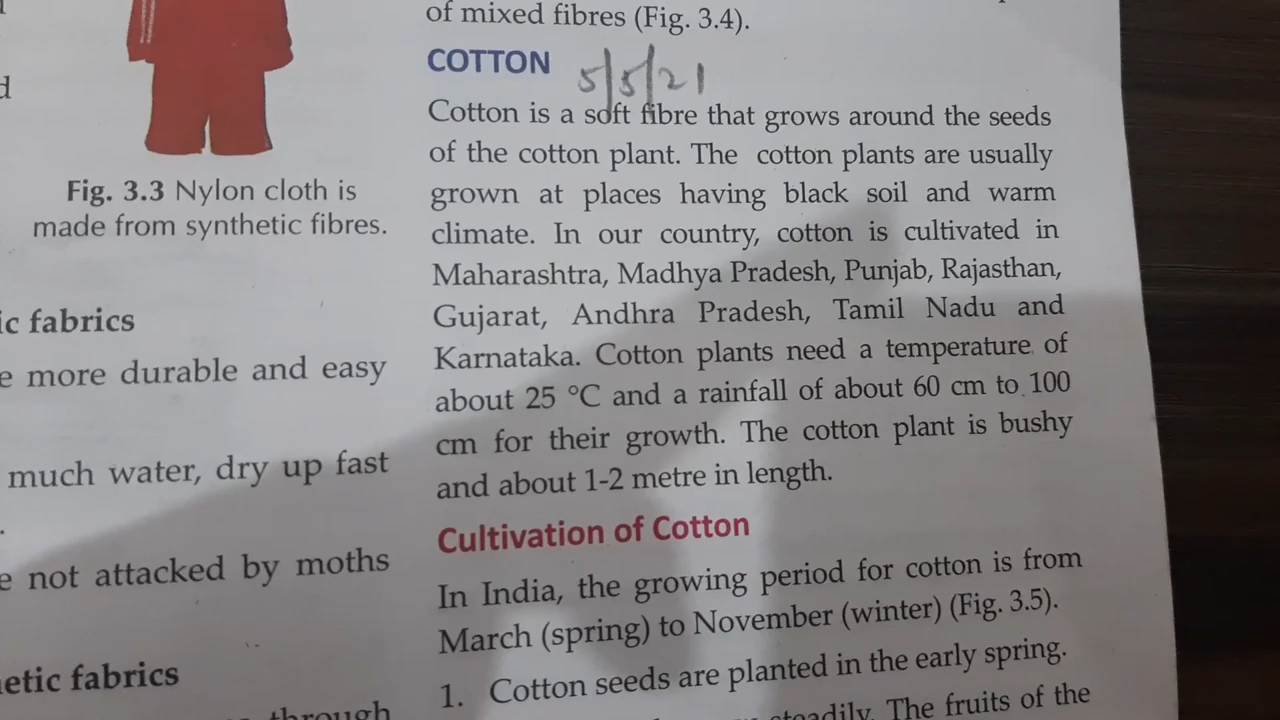 Fig. 3.3 Nylon cloth is
made from synthetic fibres.
ic fabrics
e more durable and easy
much water, dry up fast
.
e not attacked by moths
etic fabrics
through
of mixed fibres (Fig. 3.4).
COTTON 5/5/21
Cotton is a soft fibre that grows around the seeds
of the cotton plant. The cotton plants are usually
grown at places having black soil and warm
climate. In our country, cotton is cultivated in
Maharashtra, Madhya Pradesh, Punjab, Rajasthan,
Gujarat, Andhra Pradesh, Tamil Nadu and
Karnataka. Cotton plants need a temperature of
about 25 °C and a rainfall of about 60 cm to 100
cm for their growth. The cotton plant is bushy
and about 1-2 metre in length.
Cultivation of Cotton
In India, the growing period for cotton is from
March (spring) to November (winter) (Fig. 3.5).
1. Cotton seeds are planted in the early spring.
steadily. The fruits of the